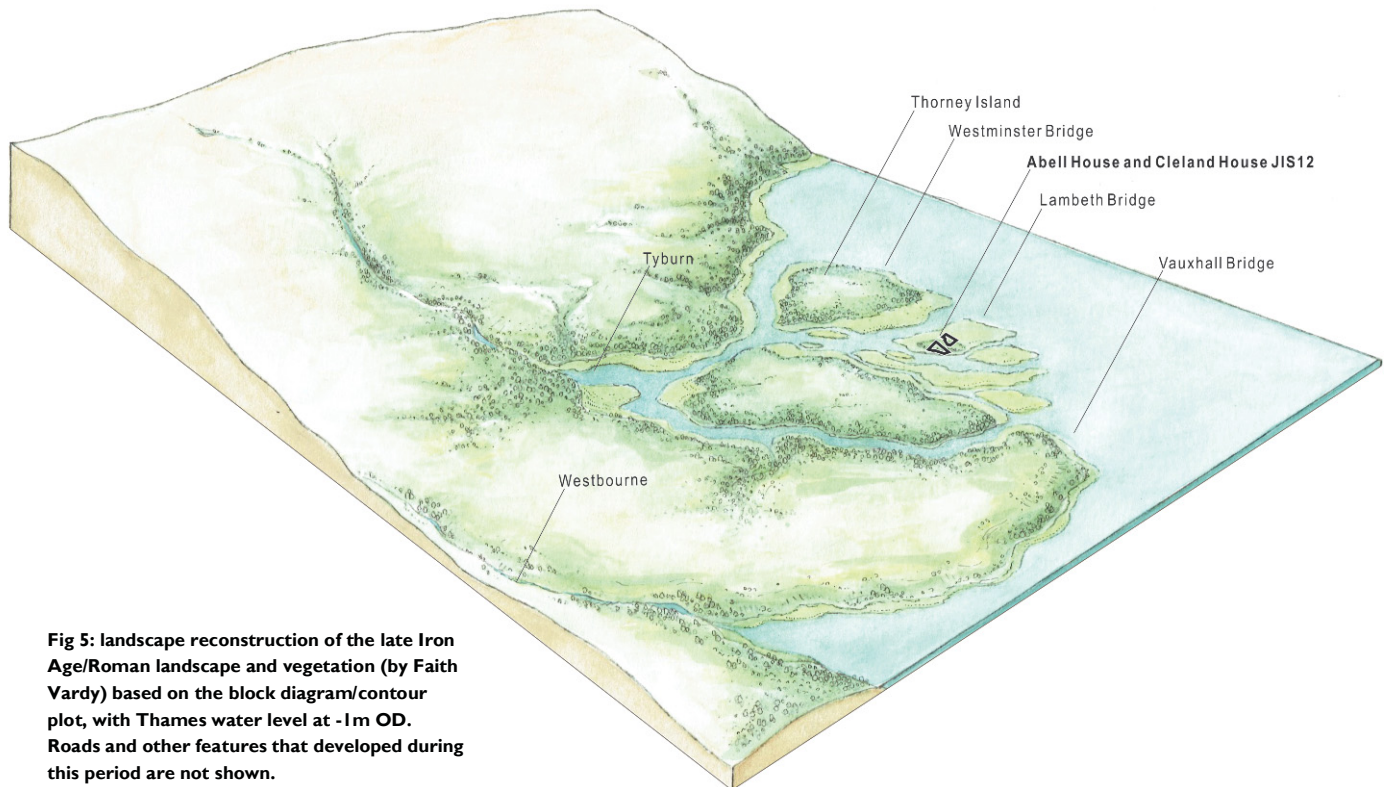 Thorney Island
Westminster Bridge
Abell House and Cleland House JIS12
Lambeth Bridge
Tyburn
Vauxhall Bridge
Westbourne
Fig 5: landscape reconstruction of the late Iron
Age/Roman landscape and vegetation (by Faith
Vardy) based on the block diagram/contour
plot, with Thames water level at -1m OD.
Roads and other features that developed during
this period are not shown.